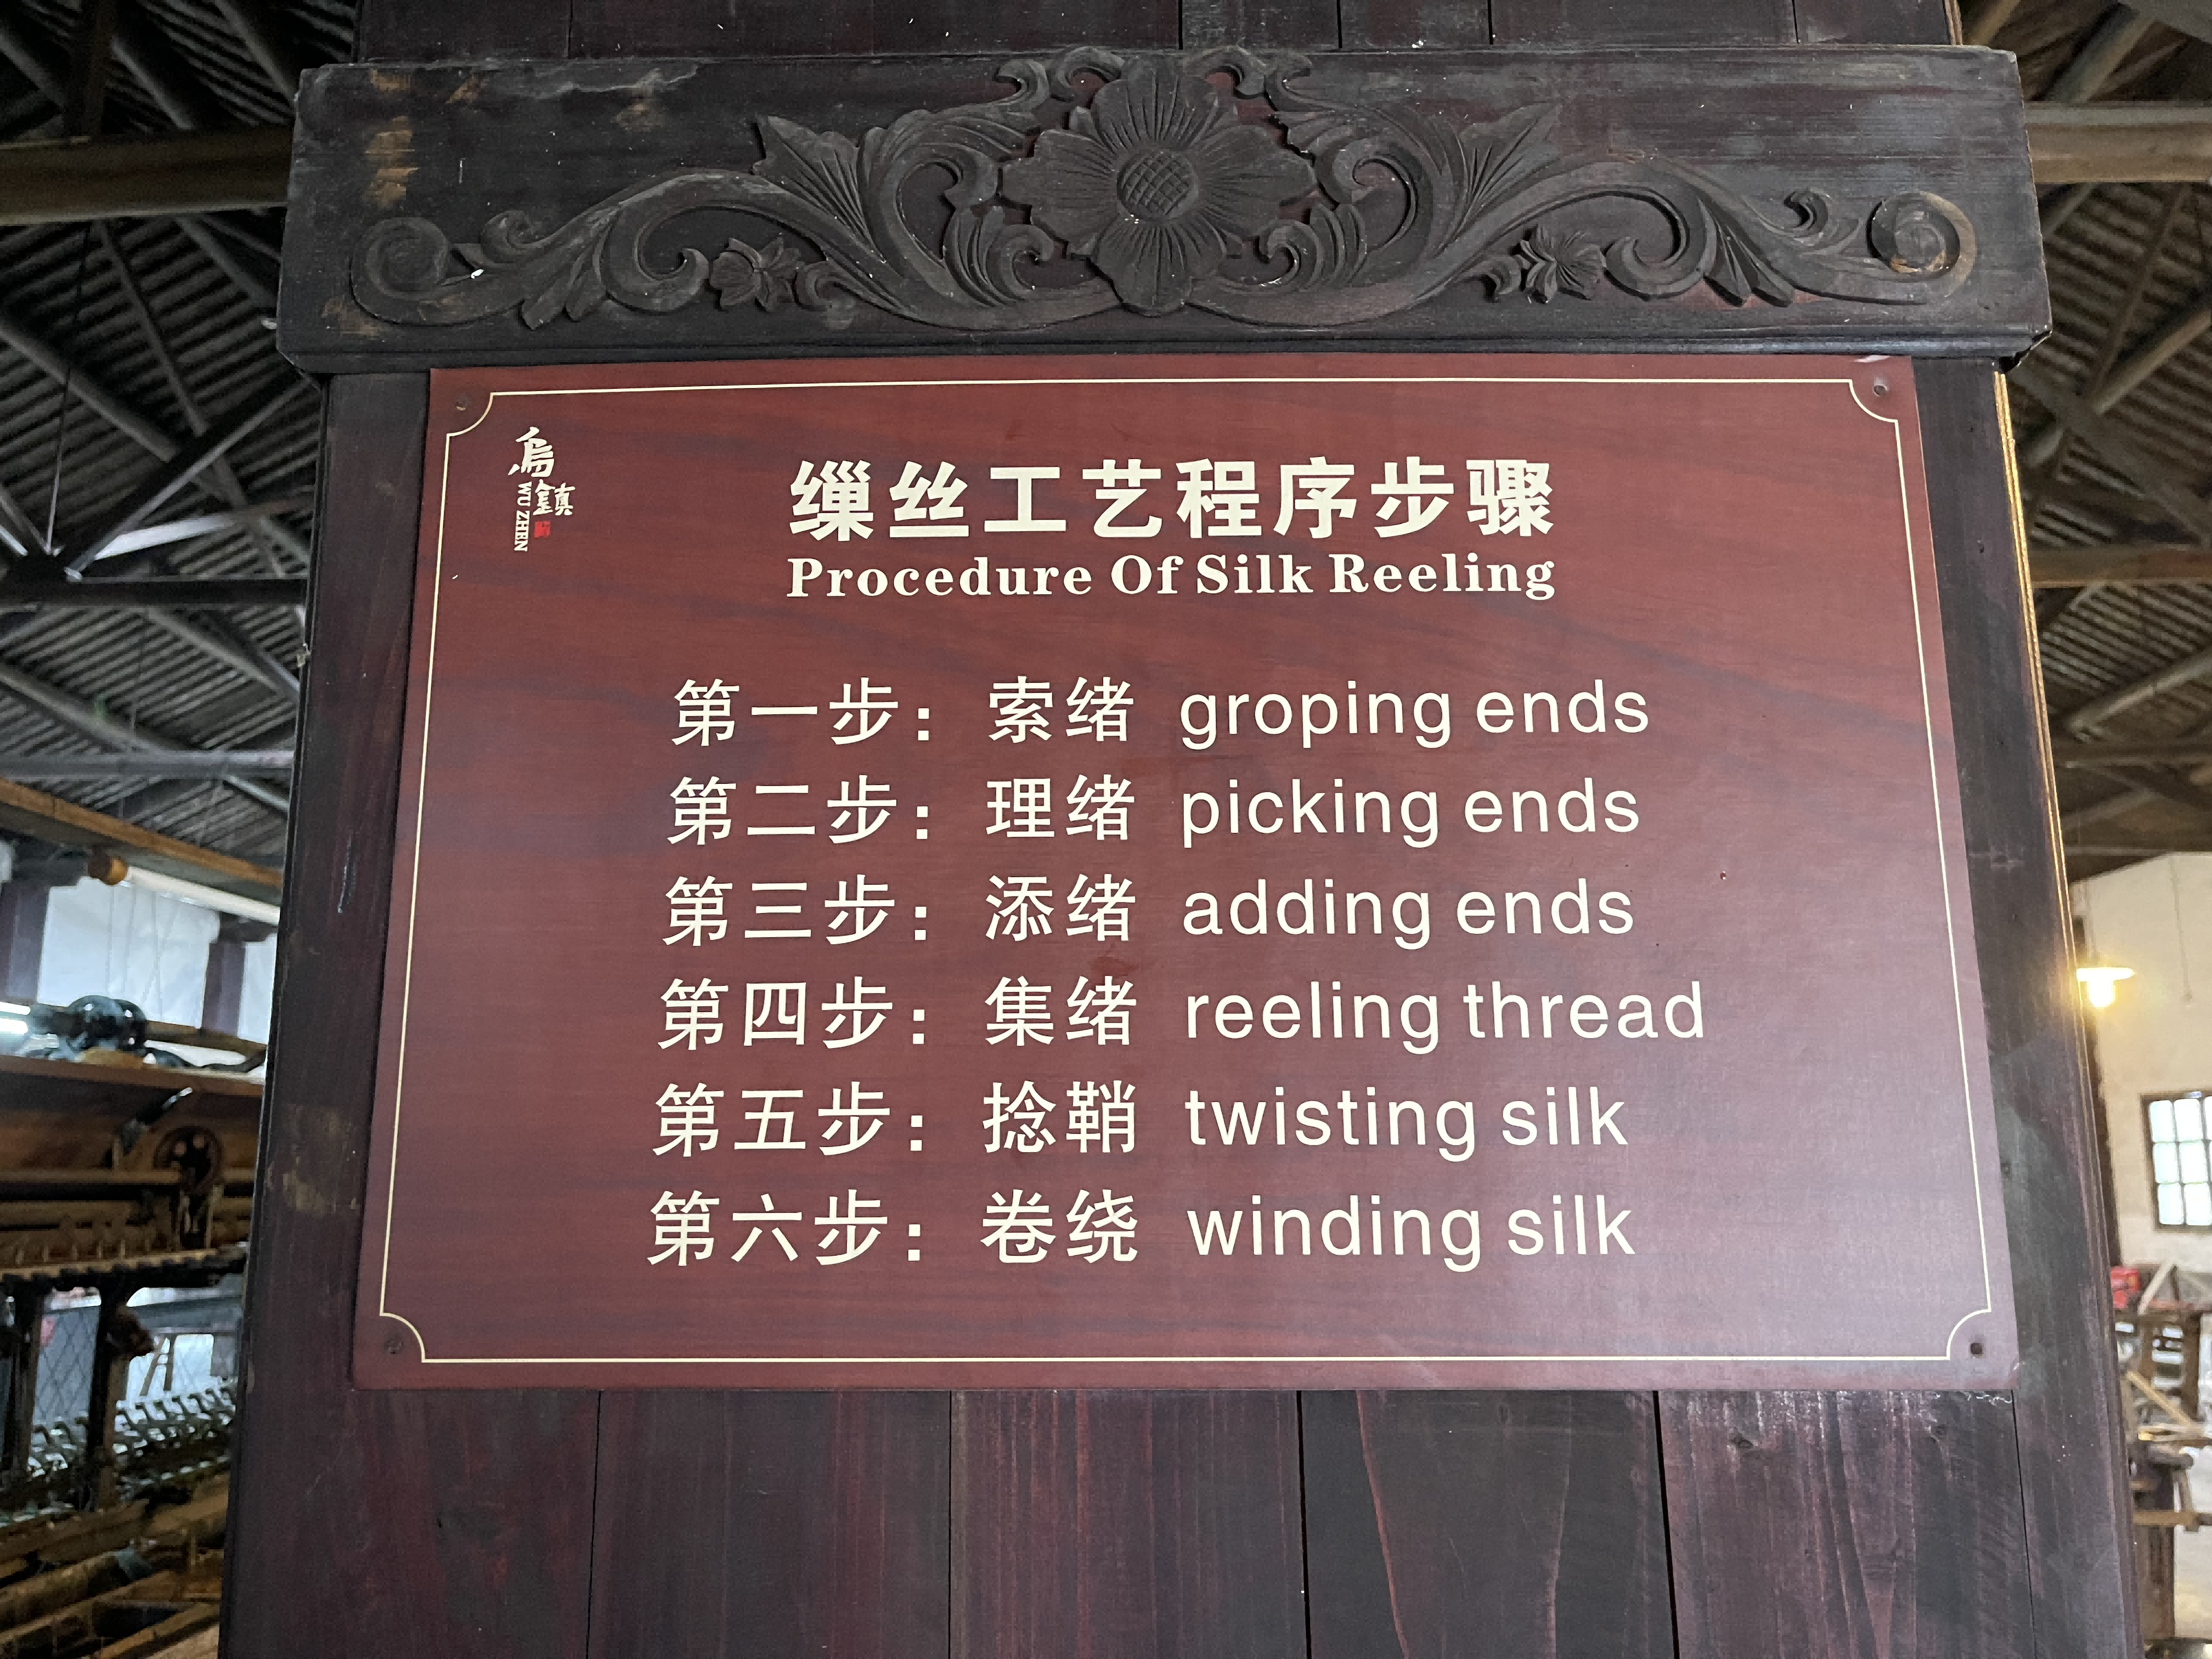 烏鎮
WU ZHEN
缫丝工艺程序步骤
Procedure Of Silk Reeling
第一步：索绪 groping ends
第二步：理绪 picking ends
第三步：添绪 adding ends
第四步：集绪 reeling thread
第五步：捻鞘 twisting silk
第六步：卷绕 winding silk